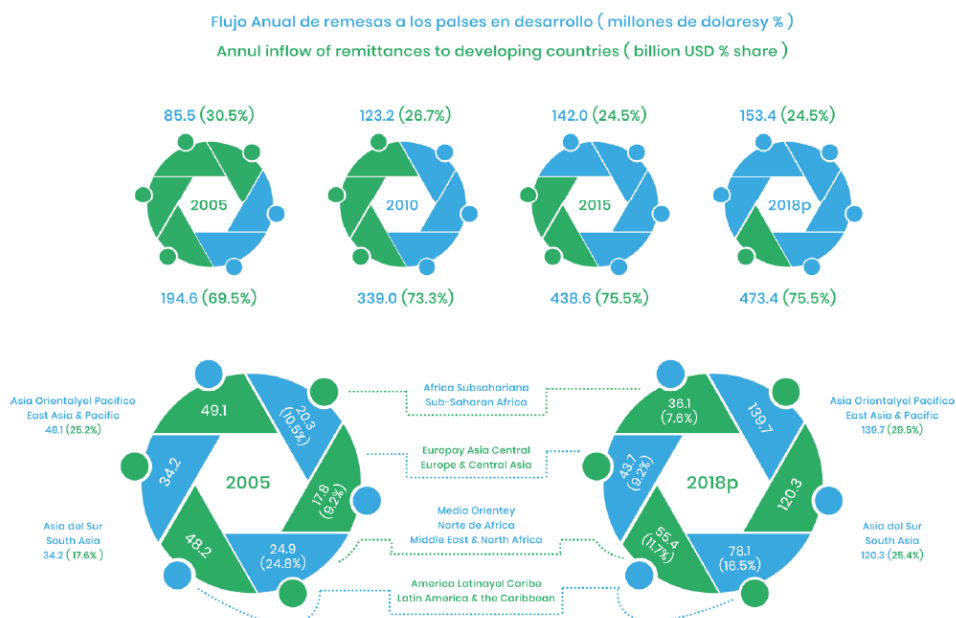 Flujo Anual de remesas a los palses en desarrollo ( millones de dolaresy % )
Annul inflow of remittances to developing countries ( billion USD % share )
85.5 (30.5%)
123.2 (26.7%)
142.0 (24.5%)
153.4 (24.5%)
2005
2010
2015
2018p
194.6 (69.5%)
339.0 (73.3%)
438.6 (75.5%)
473.4 (75.5%)
Asia Orientalyel Pacifico
East Asia & Pacific
49.1 (25.2%)
Asia del Sur
South Asia
34.2 (17.6%)
49.1
20.3
(10.5%)
34.2
2005
17.8
(9.2%)
48.2
24.9
(24.8%)
Africa Subsahariana
Sub-Saharan Africa
Europay Asia Central
Europe & Central Asia
Medio Orientey
Norte de Africa
Middle East & North Africa
America Latinayel Caribo
Latin America & the Caribbean
36.1
(7.6%)
139.7
43.7
(9.2%)
2018p
120.3
55.4
(11.7%)
78.1
(16.5%)
Asia Orientalyel Pacifico
East Asia & Pacific
139.7 (29.5%)
Asia del Sur
South Asia
120.3 (25.4%)